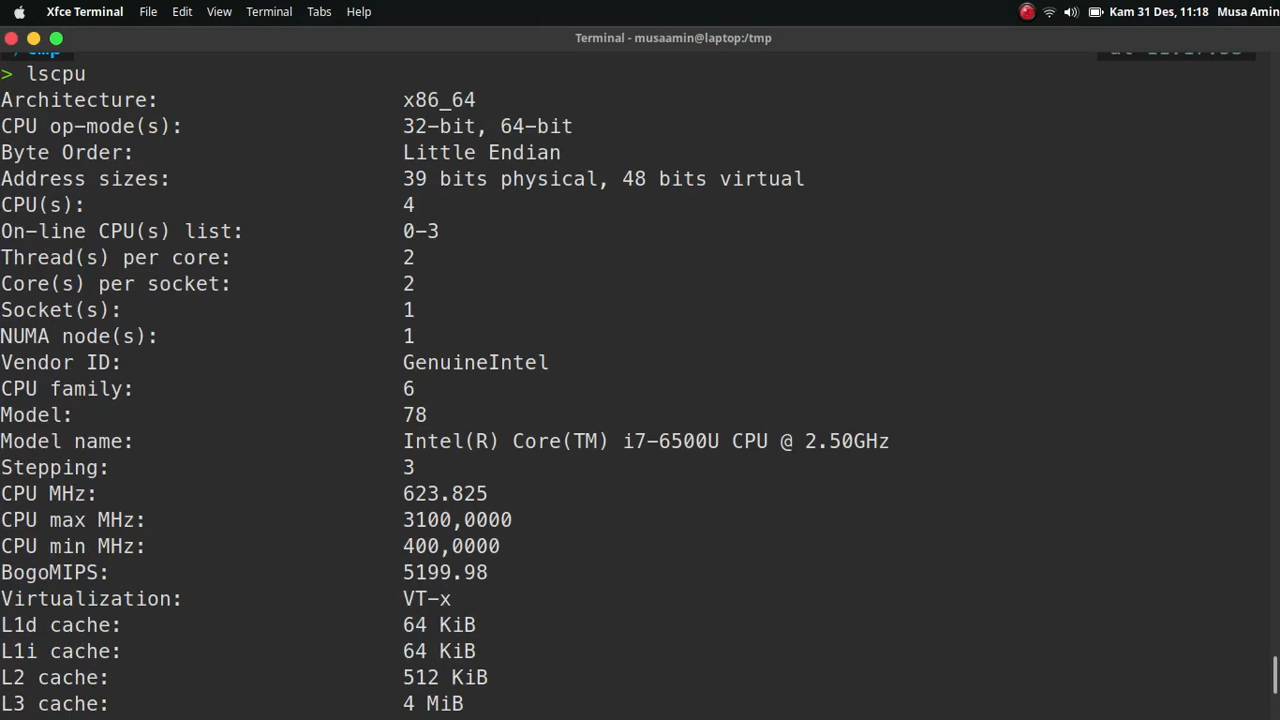 Xfce Terminal File Edit View Terminal Tabs Help Kam 31 Des, 11:18 Musa Amin
Terminal - musaamin@laptop:/tmp
> lscpu
Architecture: x86_64
CPU op-mode(s): 32-bit, 64-bit
Byte Order: Little Endian
Address sizes: 39 bits physical, 48 bits virtual
CPU(s): 4
On-line CPU(s) list: 0-3
Thread(s) per core: 2
Core(s) per socket: 2
Socket(s): 1
NUMA node(s): 1
Vendor ID: GenuineIntel
CPU family: 6
Model: 78
Model name: Intel(R) Core(TM) i7-6500U CPU @ 2.50GHz
Stepping: 3
CPU MHz: 623.825
CPU max MHz: 3100,0000
CPU min MHz: 400,0000
BogoMIPS: 5199.98
Virtualization: VT-x
L1d cache: 64 KiB
L1i cache: 64 KiB
L2 cache: 512 KiB
L3 cache: 4 MiB